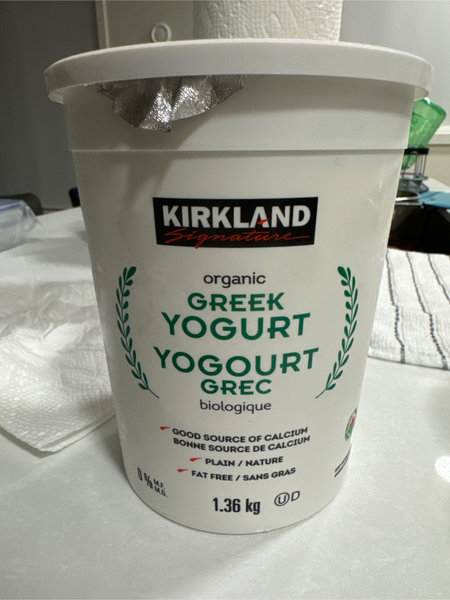 KIRKLAND
Signature
organic
GREEK
YOGURT
YOGOURT
GREC
biologique
GOOD SOURCE OF CALCIUM
BONNE SOURCE DE CALCIUM
PLAIN / NATURE
FAT FREE / SANS GRAS
0% M.F.
M.G.
1.36 kg
U D